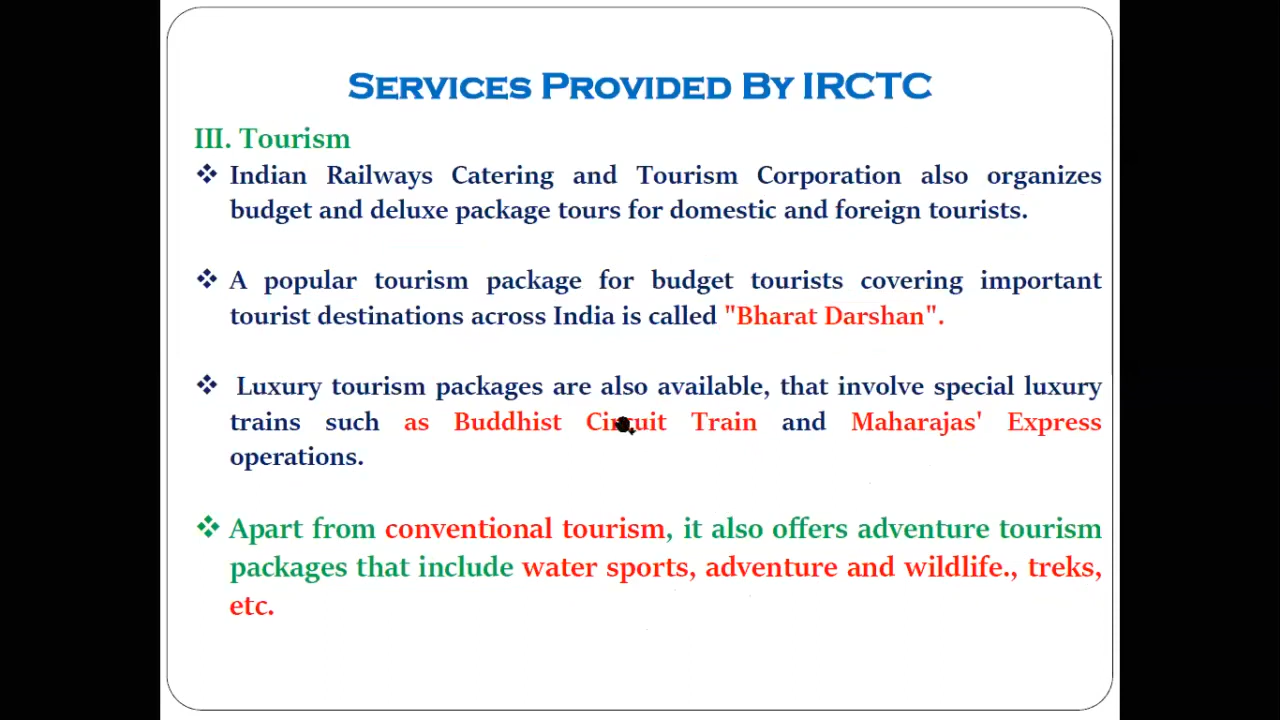 SERVICES PROVIDED BY IRCTC
III. Tourism
❖ Indian Railways Catering and Tourism Corporation also organizes
budget and deluxe package tours for domestic and foreign tourists.
❖ A popular tourism package for budget tourists covering important
tourist destinations across India is called "Bharat Darshan".
❖ Luxury tourism packages are also available, that involve special luxury
trains such as Buddhist Circuit Train and Maharajas' Express
operations.
❖ Apart from conventional tourism, it also offers adventure tourism
packages that include water sports, adventure and wildlife., treks,
etc.